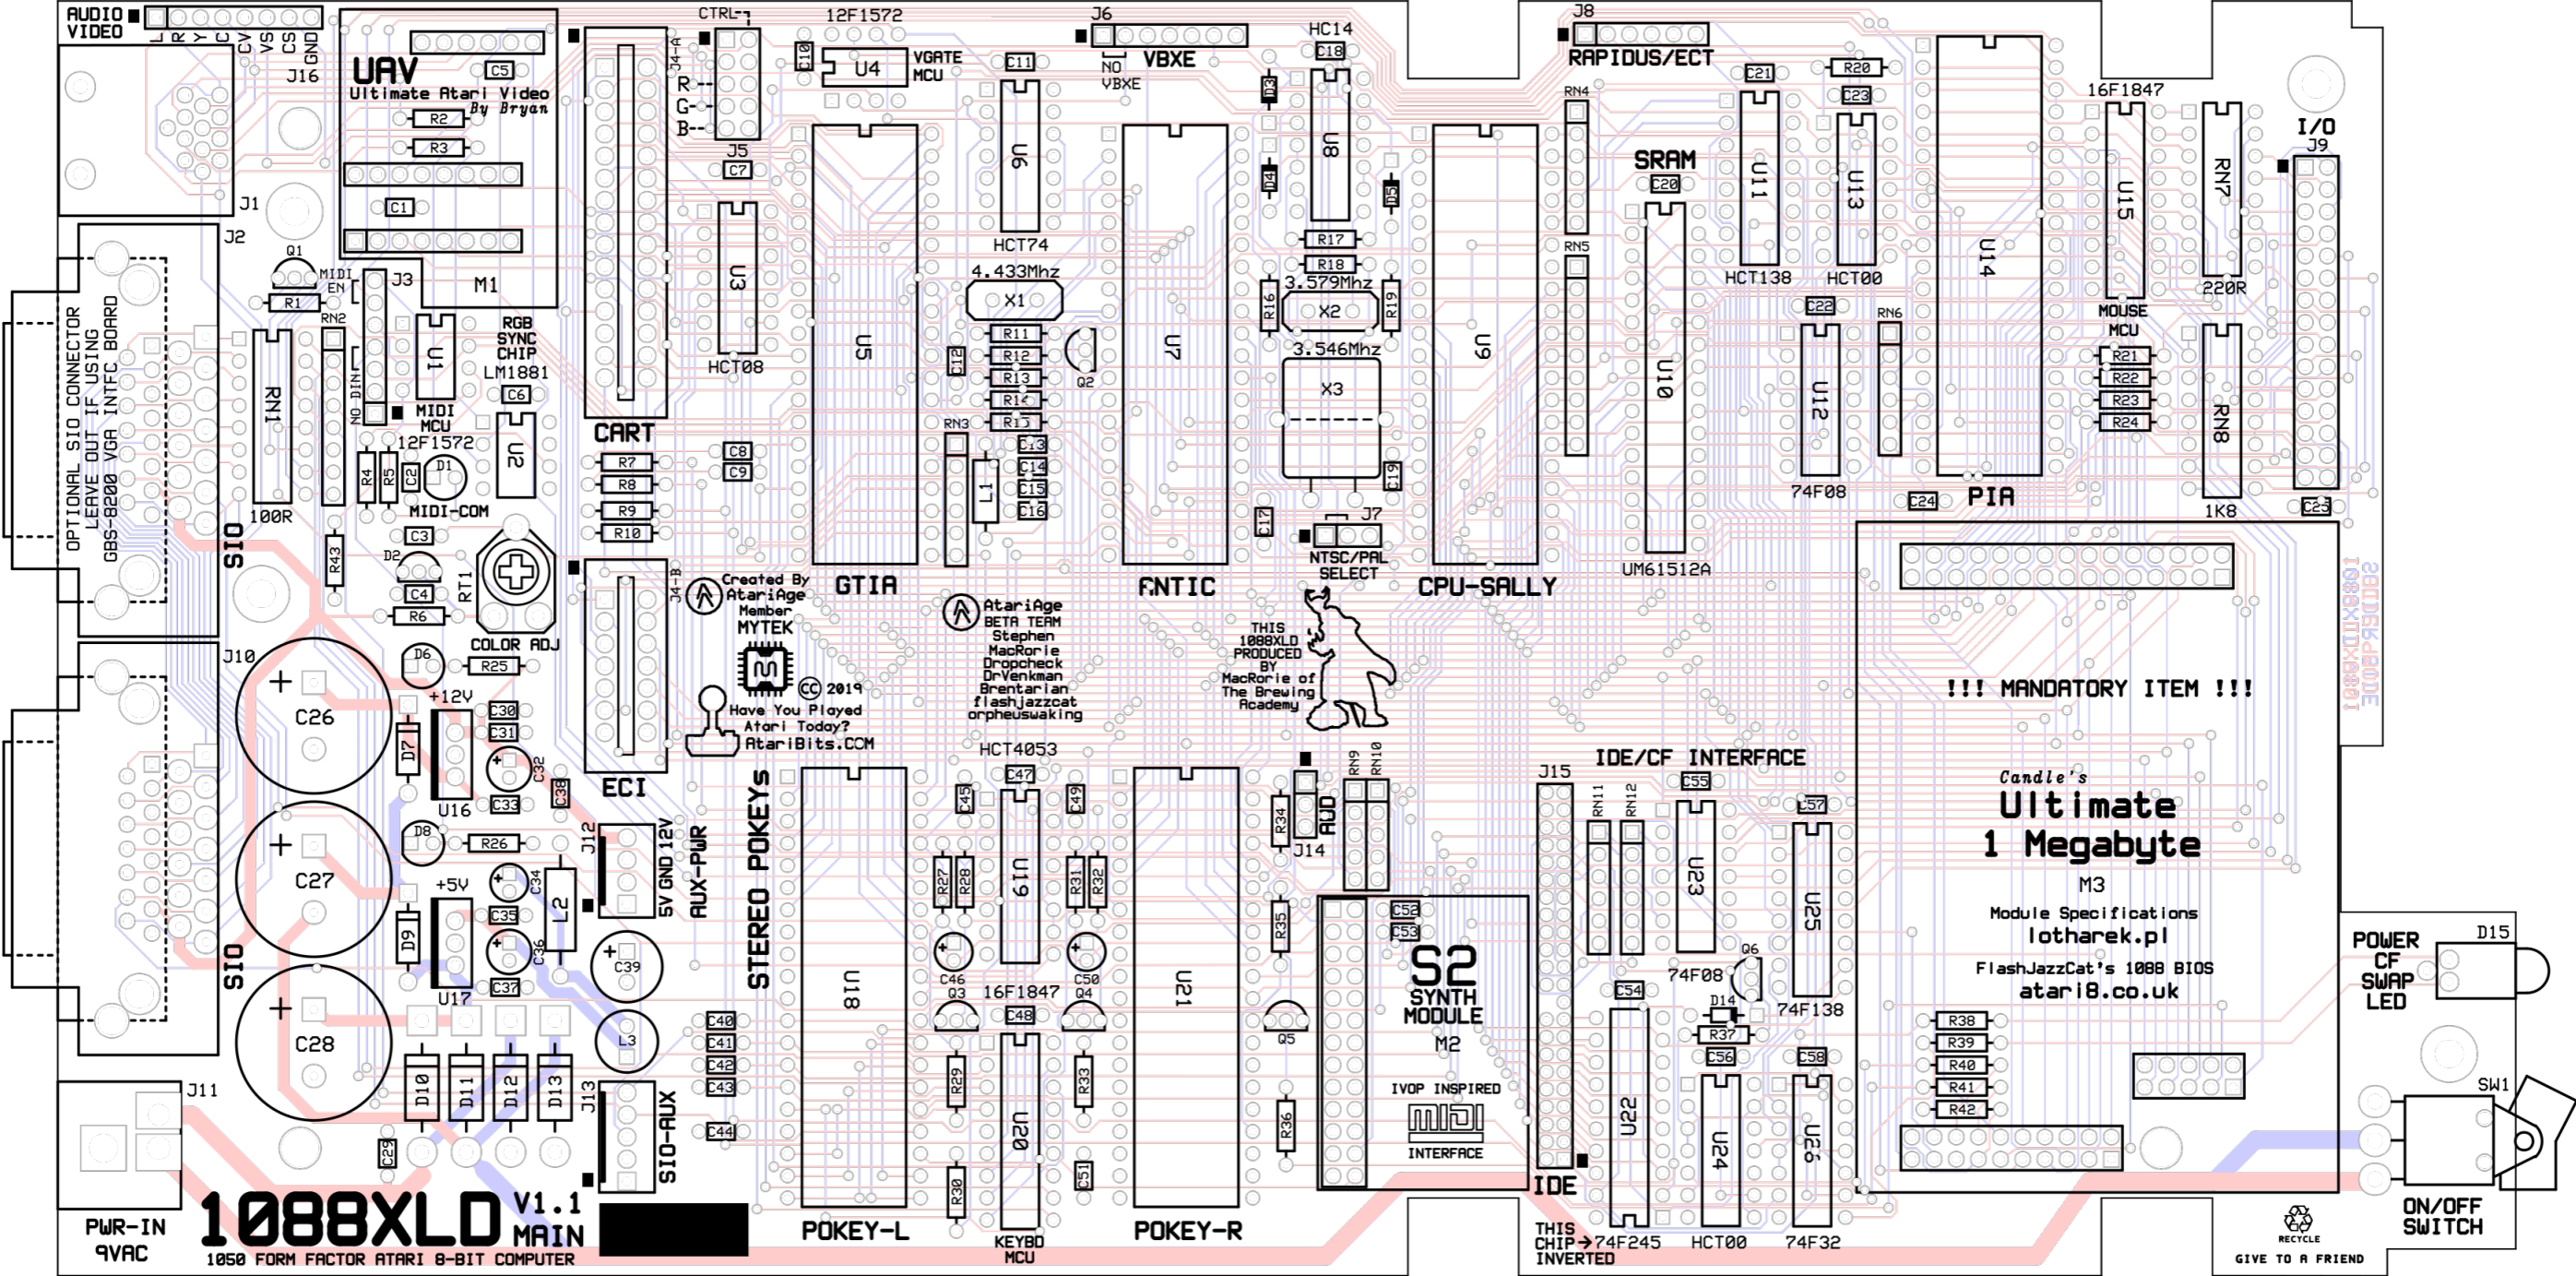 AUDIO
VIDEO
L
R
Y
C
CV
VS
CS
GND
J16
J1
UAV
Ultimate Atari Video
By Bryan
C5
R2
R3
C1
M1
J2
Q1
MIDI
EN
J3
R1
RN2
OPTIONAL SIO CONNECTOR
LEAVE OUT IF USING
GBS-8200 VGA INTFC BOARD
RN1
100R
NO DIN
U1
MIDI
MCU
12F1572
RGB
SYNC
CHIP
LM1881
C6
U2
R4
R5
C2
D1
MIDI-COM
SIO
R43
C3
D2
C4
R6
RT1
COLOR ADJ
CTRL
J4-A
R
G
B
J5
C7
CART
R7
R8
R9
R10
C8
C9
U3
HCT08
12F1572
C10
U4
VGATE
MCU
C11
U6
HCT74
U5
GTIA
4.433Mhz
X1
R11
R12
R13
R14
R15
C12
Q2
RN3
L1
C13
C14
C15
C16
J6
NO
VBXE
VBXE
U7
ANTIC
HC14
C18
D3
D4
D5
U8
R17
R18
3.579Mhz
R16
X2
R19
3.546Mhz
X3
C19
C17
J7
NTSC/PAL
SELECT
U9
CPU-SALLY
J8
RAPIDUS/ECT
RN4
RN5
SRAM
C20
U10
UM61512A
C21
U11
HCT138
R20
C23
U13
HCT00
C22
U12
74F08
RN6
U14
PIA
C24
16F1847
U15
MOUSE
MCU
R21
R22
R23
R24
RN7
220R
RN8
1K8
I/O
J9
C25
J4-B
ECI
Created By
AtariAge
Member
MYTEK
CC 2019
Have You Played
Atari Today?
AtariBits.COM
AtariAge
BETA TEAM
Stephen
MacRorie
Dropcheck
DrVenkman
Brentarian
flashjazzcat
orpheuswaking
THIS
1088XLD
PRODUCED
BY
MacRorie of
The Brewing
Academy
J10
SIO
+
C26
+
C27
+
C28
D6
R25
+12V
D7
U16
C30
C31
C32
C33
C38
D8
R26
+5V
D9
U17
C34
C35
C36
C37
L2
C39
L3
J12
5V GND 12V
AUX-PWR
J13
SIO-AUX
D10
D11
D12
D13
C29
J11
PWR-IN
9VAC
1088XLD
V1.1
MAIN
1050 FORM FACTOR ATARI 8-BIT COMPUTER
STEREO POKEYS
C40
C41
C42
C43
C44
U18
POKEY-L
HCT4053
C47
C45
C49
U19
R27
R28
R31
R32
C46
C50
Q3
16F1847
Q4
C48
R29
R33
U20
R30
C51
KEYBD
MCU
U21
POKEY-R
R34
AUD
J14
R35
Q5
R36
RN9
RN10
C52
C53
S2
SYNTH
MODULE
M2
IVOP INSPIRED
MIDI
INTERFACE
IDE/CF INTERFACE
J15
IDE
RN11
RN12
C55
U23
74F08
C57
U25
74F138
Q6
C54
D14
R37
C56
C58
U22
U24
U26
THIS
CHIP
INVERTED
74F245
HCT00
74F32
!!! MANDATORY ITEM !!!
Candle's
Ultimate
1 Megabyte
M3
Module Specifications
lotharek.pl
FlashJazzCat's 1088 BIOS
atari8.co.uk
R38
R39
R40
R41
R42
POWER
CF
SWAP
LED
D15
SW1
ON/OFF
SWITCH
RECYCLE
GIVE TO A FRIEND